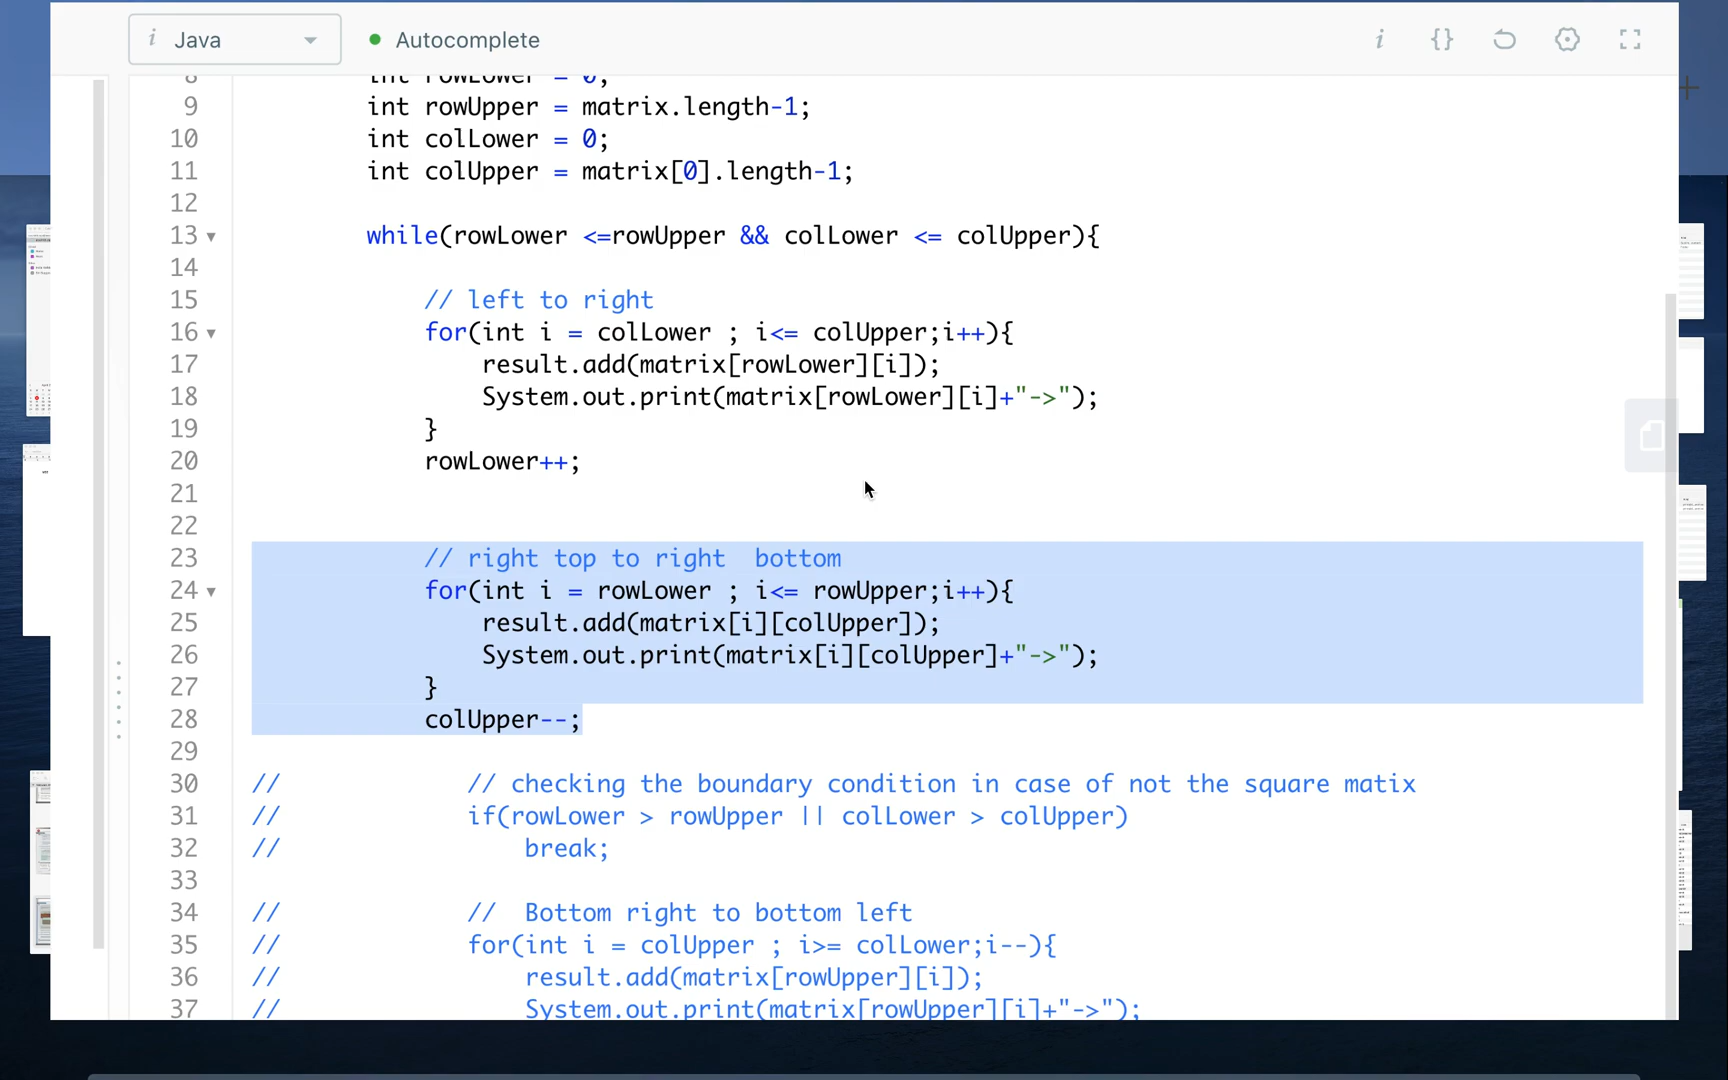 i Java
Autocomplete
i {}
8 int rowLower = 0;
9 int rowUpper = matrix.length-1;
10 int colLower = 0;
11 int colUpper = matrix[0].length-1;
12
13 while(rowLower <=rowUpper && colLower <= colUpper){
14
15 // left to right
16 for(int i = colLower ; i<= colUpper;i++){
17 result.add(matrix[rowLower][i]);
18 System.out.print(matrix[rowLower][i]+"->");
19 }
20 rowLower++;
21
22
23 // right top to right  bottom
24 for(int i = rowLower ; i<= rowUpper;i++){
25 result.add(matrix[i][colUpper]);
26 System.out.print(matrix[i][colUpper]+"->");
27 }
28 colUpper--;
29
30 // // checking the boundary condition in case of not the square matix
31 // if(rowLower > rowUpper || colLower > colUpper)
32 // break;
33
34 // //  Bottom right to bottom left
35 // for(int i = colUpper ; i>= colLower;i--){
36 // result.add(matrix[rowUpper][i]);
37 // System.out.print(matrix[rowUpper][i]+"->");